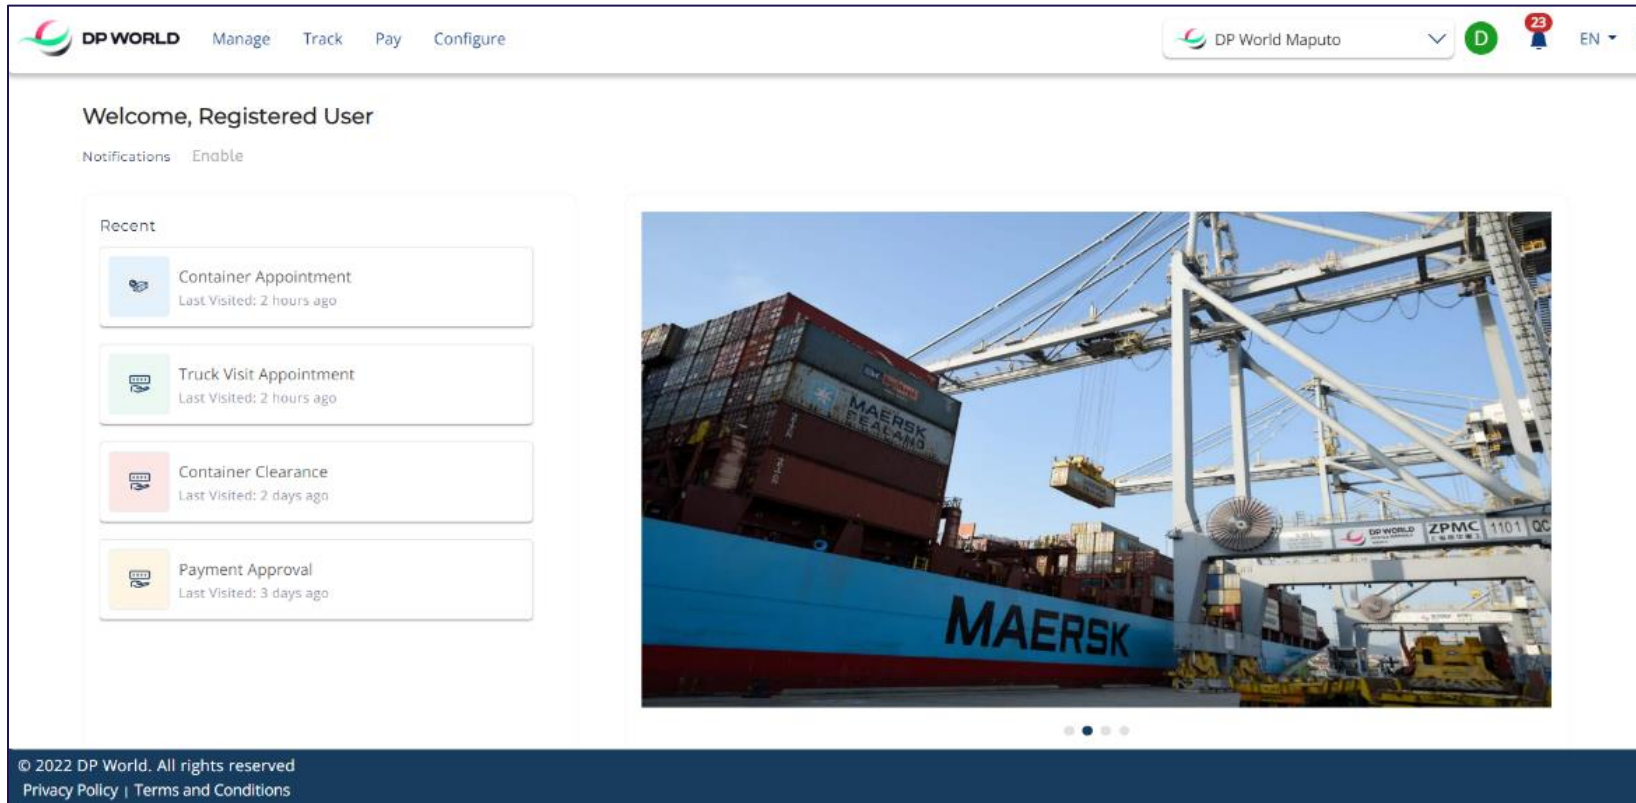 DP WORLD Manage Track Pay Configure DP World Maputo D 23 EN
Welcome, Registered User
Notifications Enable
Recent
Container Appointment
Last Visited: 2 hours ago
Truck Visit Appointment
Last Visited: 2 hours ago
Container Clearance
Last Visited: 2 days ago
Payment Approval
Last Visited: 3 days ago
MAERSK
SEALAND
DP WORLD ZPMC 1101 QC
MAERSK
© 2022 DP World. All rights reserved
Privacy Policy | Terms and Conditions